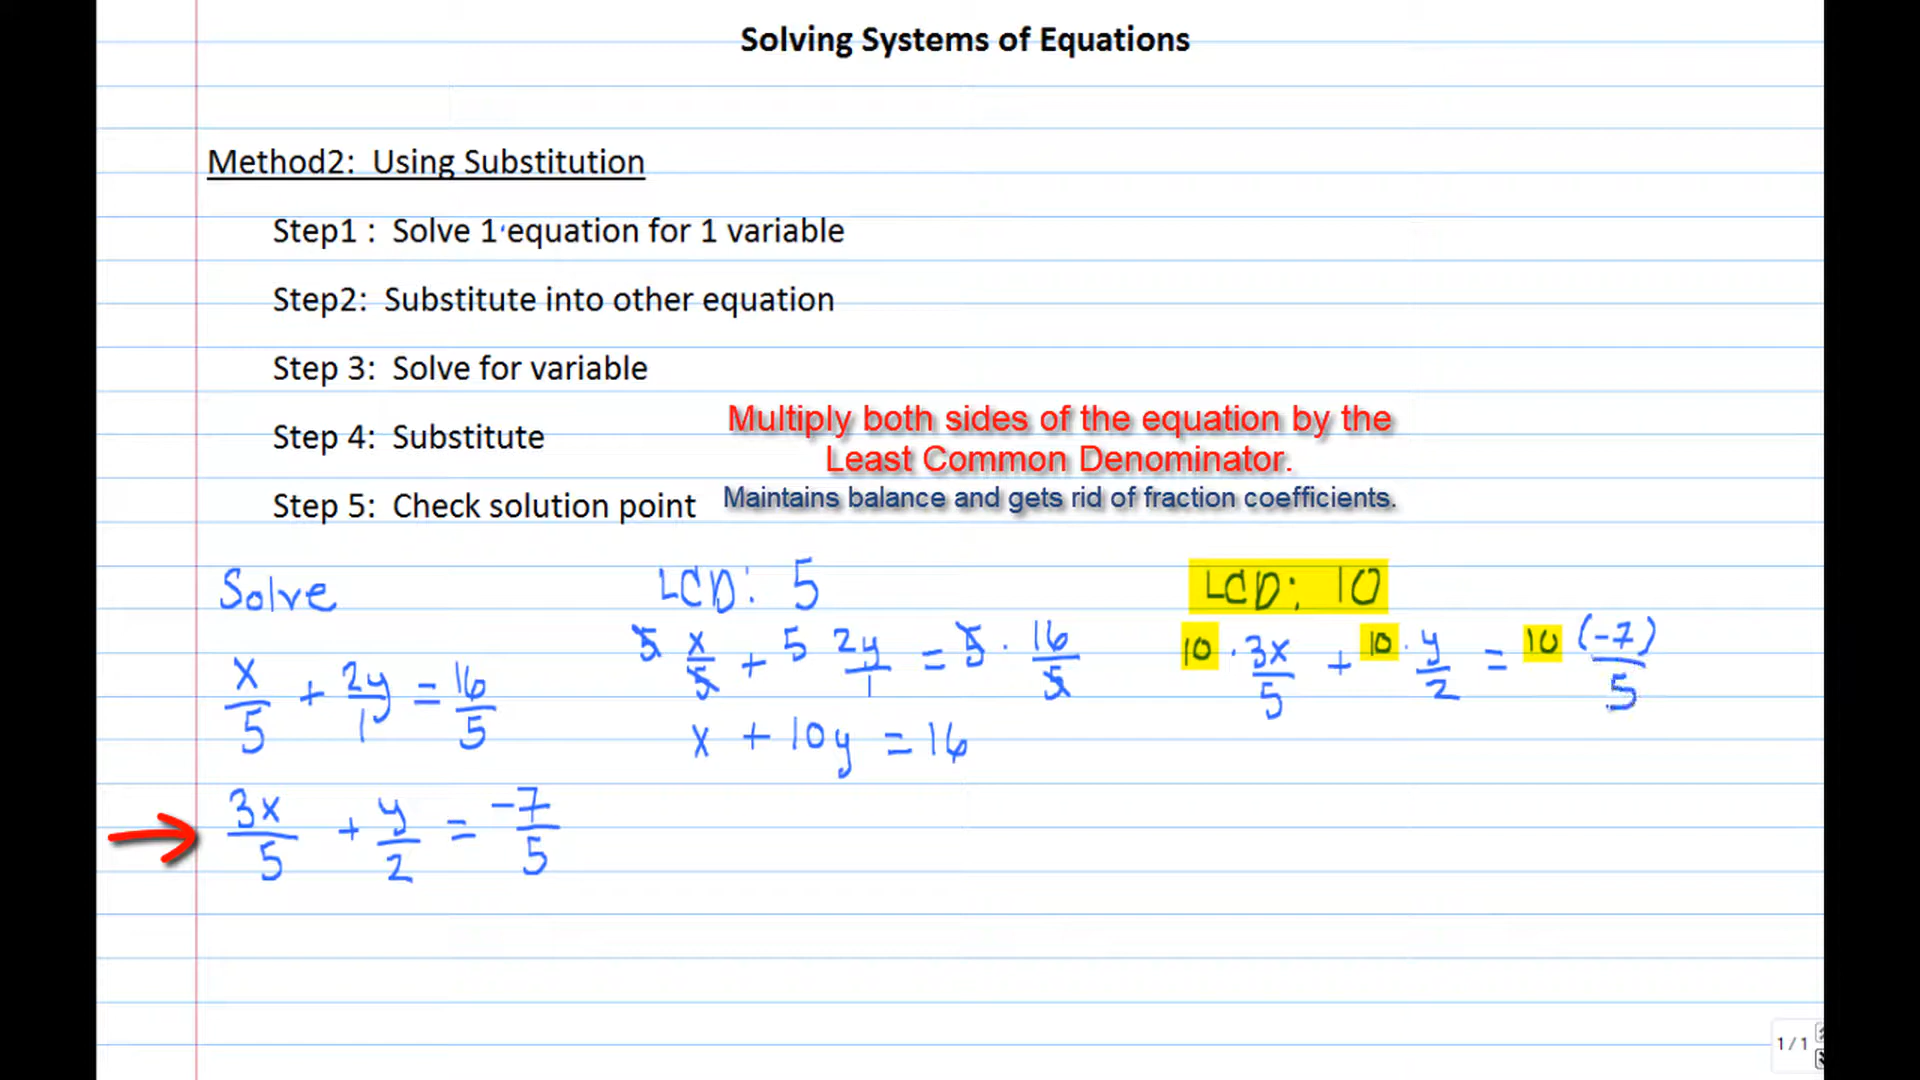 Solving Systems of Equations
Method2: Using Substitution
Step1 : Solve 1 equation for 1 variable
Step2: Substitute into other equation
Step 3: Solve for variable
Step 4: Substitute
Step 5: Check solution point
Multiply both sides of the equation by the
Least Common Denominator.
Maintains balance and gets rid of fraction coefficients.
Solve
x/5 + 2y/1 = 16/5
3x/5 + y/2 = -7/5
LCD: 5
5 x/5 + 5 2y/1 = 5 · 16/5
x + 10y = 16
LCD: 10
10 · 3x/5 + 10 · y/2 = 10 (-7)/5
1/1